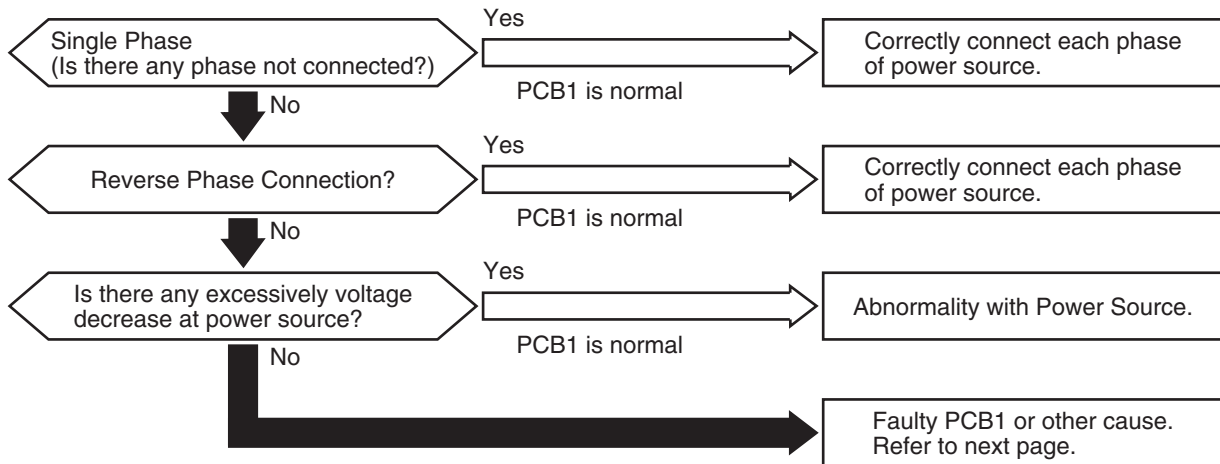 Single Phase
(Is there any phase not connected?)
Yes
PCB1 is normal
Correctly connect each phase
of power source.
No
Reverse Phase Connection?
Yes
PCB1 is normal
Correctly connect each phase
of power source.
No
Is there any excessively voltage
decrease at power source?
Yes
PCB1 is normal
Abnormality with Power Source.
No
Faulty PCB1 or other cause.
Refer to next page.